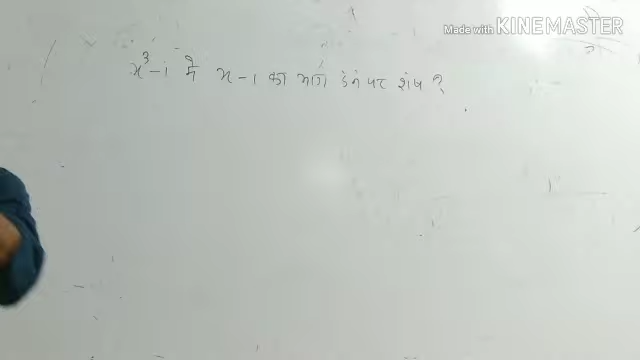 Made with KINEMASTER
x³-1 में x-1 का भाग देने पर शेष ?